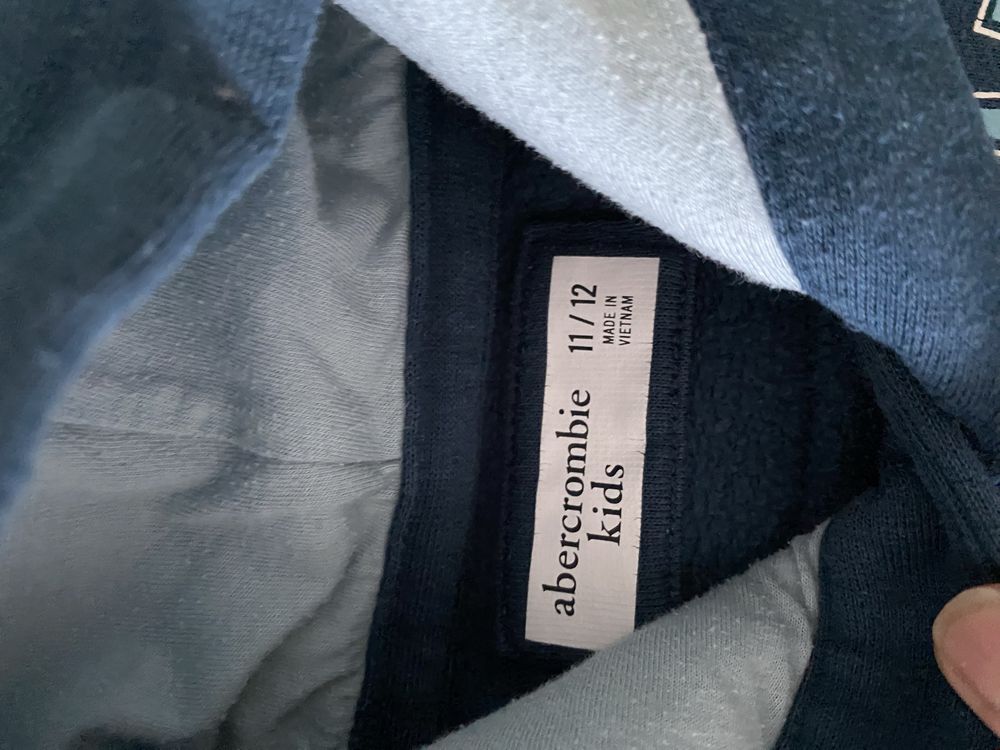 abercrombie
kids
11 / 12
MADE IN
VIETNAM